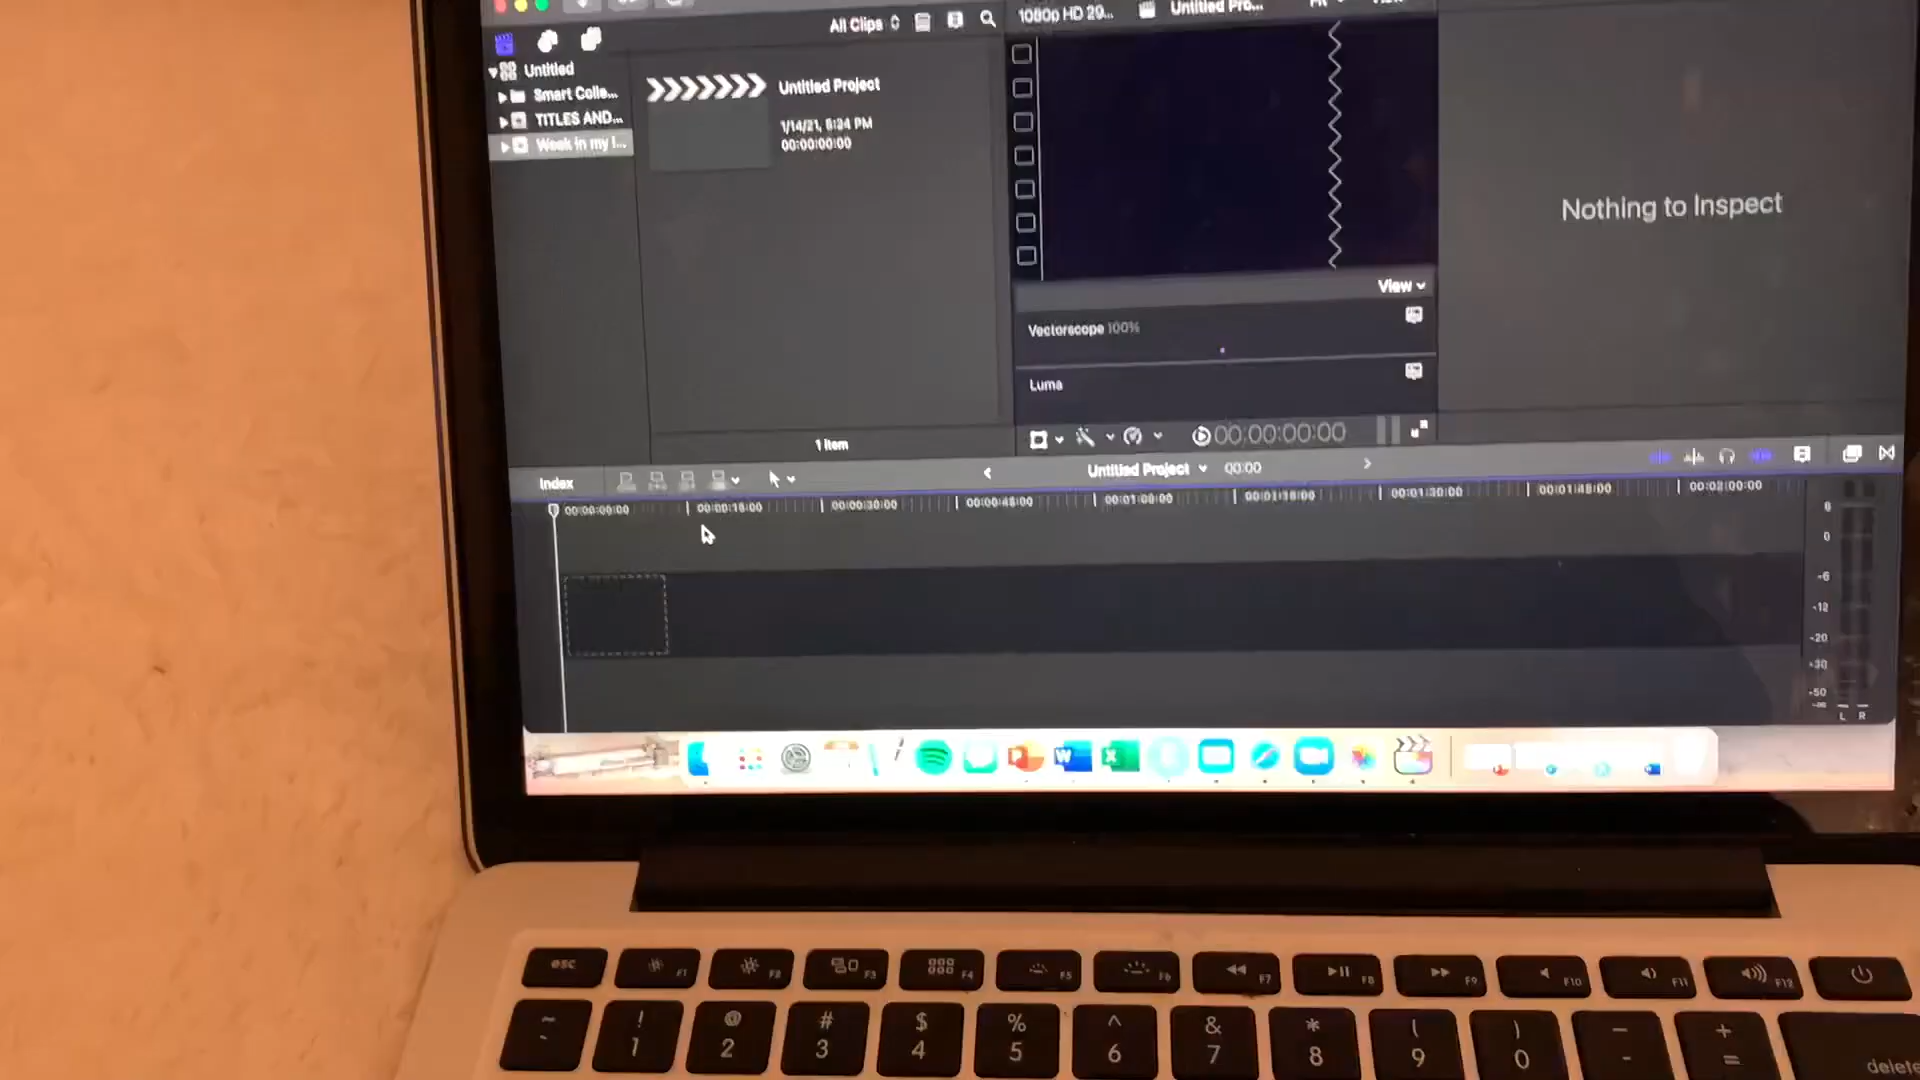 All Clips
1080p HD 29...
Untitled Pro...
Untitled
Smart Colle...
TITLES AND...
Week in my l...
Untitled Project
1/14/21, 5:34 PM
00:00:00:00
Nothing to Inspect
View
Vectorscope 100%
Luma
1 item
00:00:00:00
Index
Untitled Project
00:00
00:00:00:00
00:00:15:00
00:00:30:00
00:00:45:00
00:01:00:00
00:01:15:00
00:01:30:00
00:01:45:00
00:02:00:00
0
-6
-12
-20
-30
-50
L R
esc F1 F2 F3 F4 F5 F6 F7 F8 F9 F10 F11 F12
~ ! @ # $ % ^ & * ( ) _ +
1 2 3 4 5 6 7 8 9 0 - =
delete